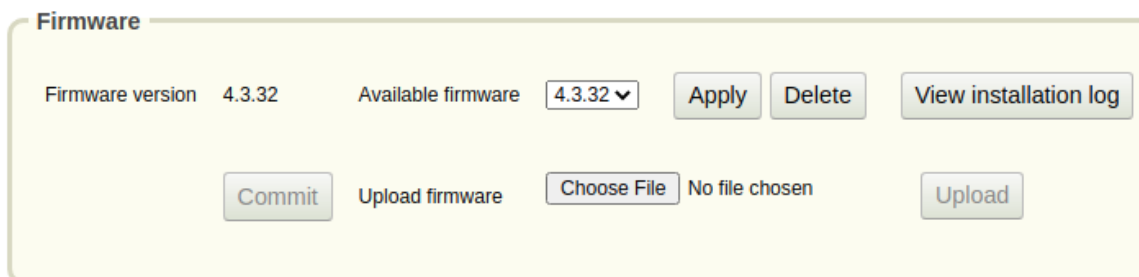 Firmware
Firmware version 4.3.32 Available firmware 4.3.32 Apply Delete View installation log
Commit Upload firmware Choose File No file chosen Upload